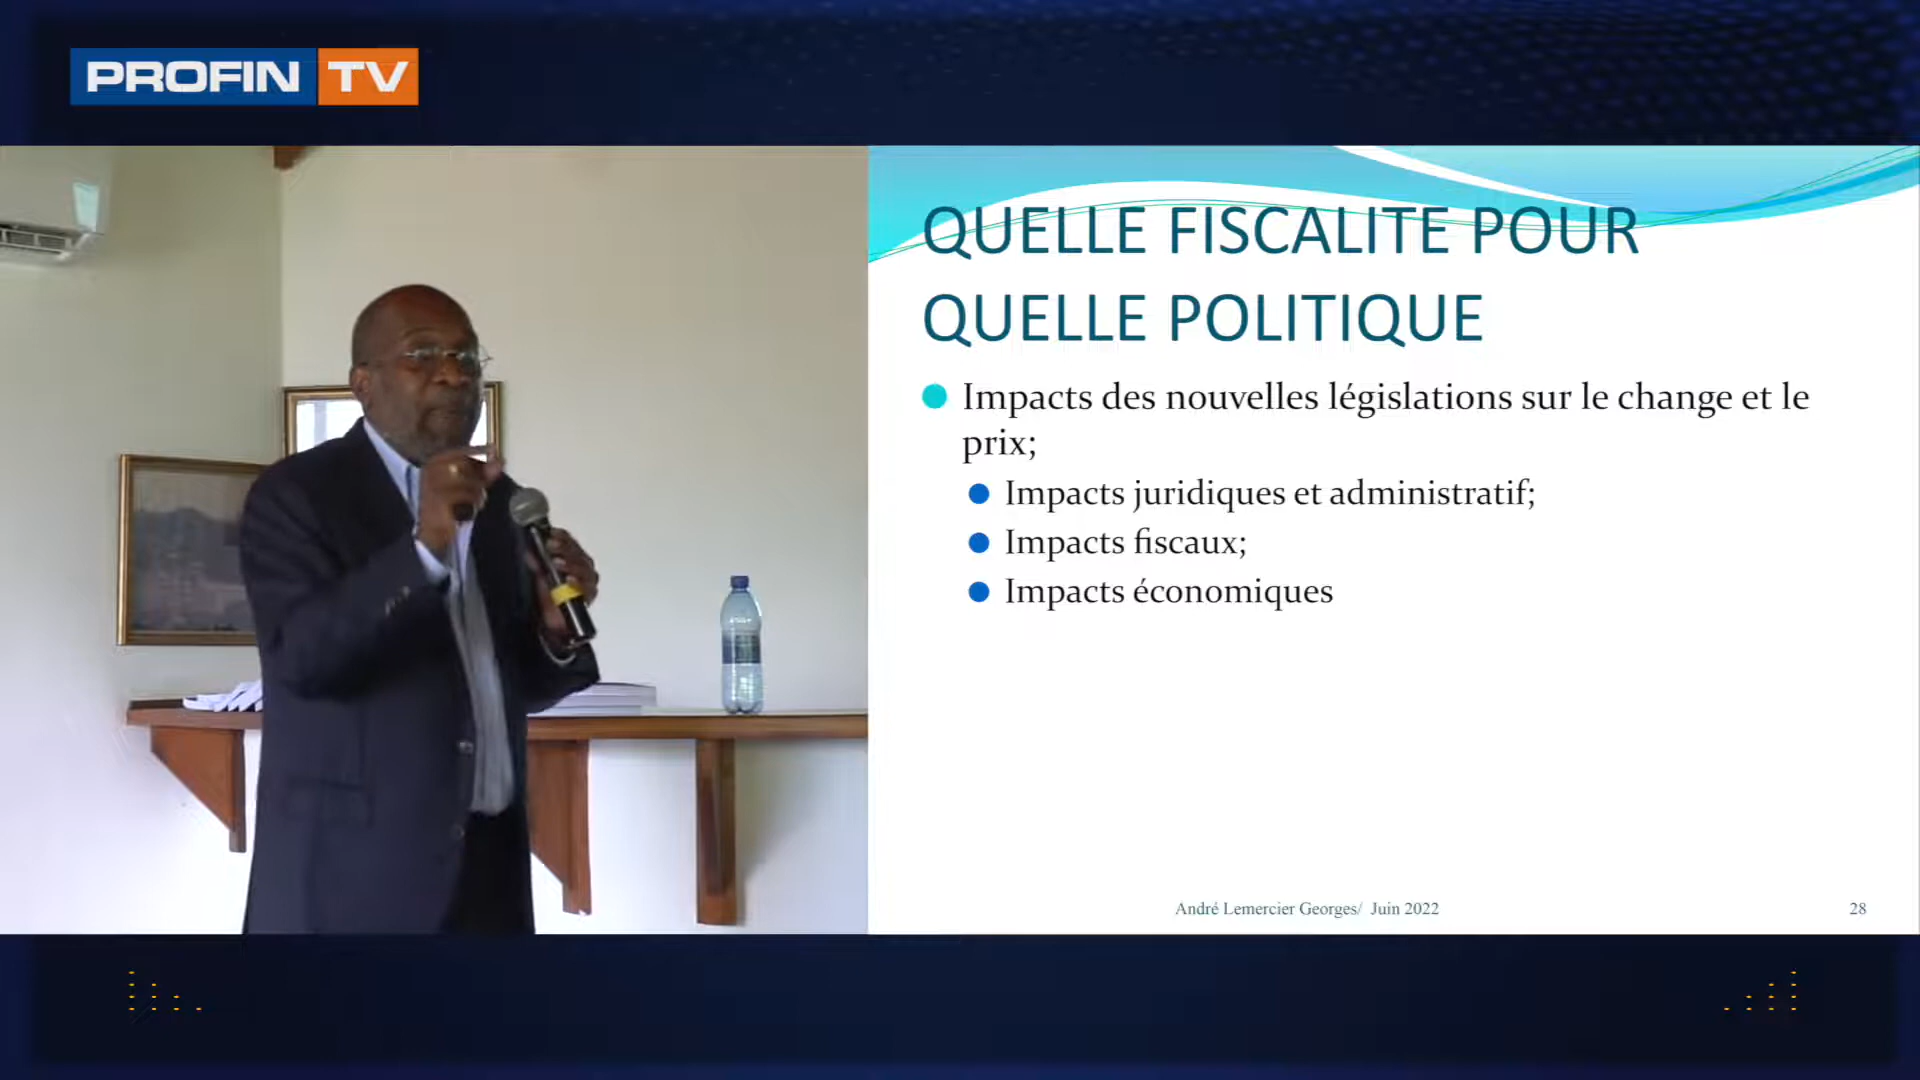 PROFIN TV
QUELLE FISCALITE POUR
QUELLE POLITIQUE
Impacts des nouvelles législations sur le change et le
prix;
Impacts juridiques et administratif;
Impacts fiscaux;
Impacts économiques
André Lemercier Georges/ Juin 2022
28